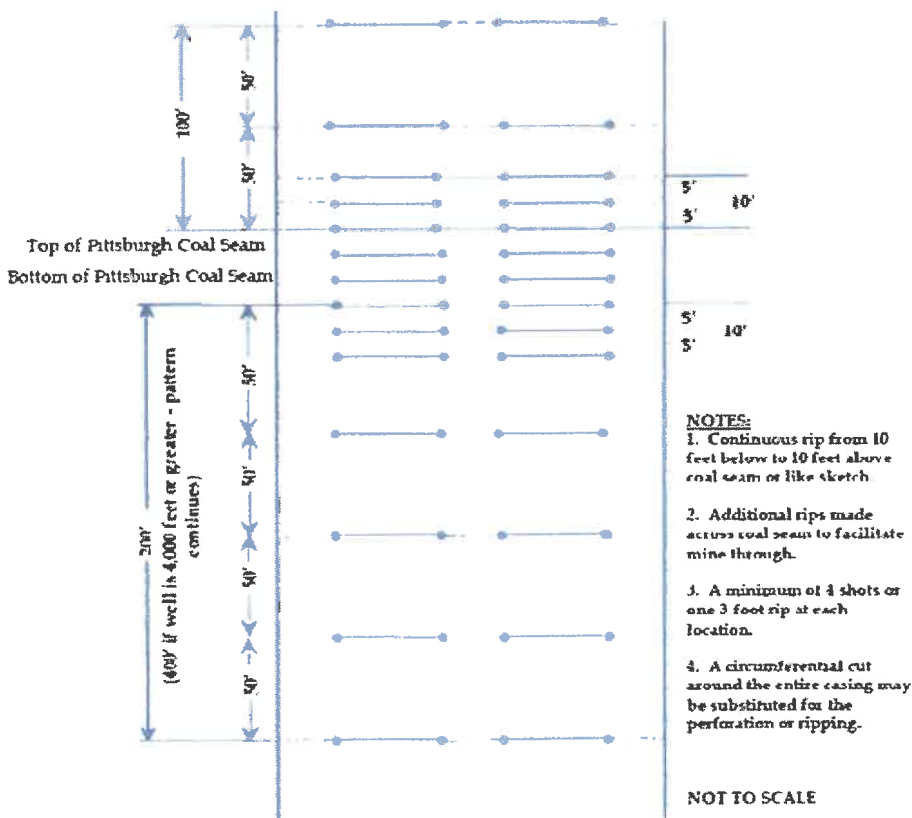 50'
100'
50'
5'
10'
5'
Top of Pittsburgh Coal Seam
Bottom of Pittsburgh Coal Seam
5'
10'
5'
50'
50'
50'
50'
200'
(400' if well is 4,000 feet or greater - pattern
continues)
NOTES:
1. Continuous rip from 10
feet below to 10 feet above
coal seam or like sketch
2. Additional rips made
across coal seam to facilitate
mine through.
3. A minimum of 4 shots or
one 3 foot rip at each
location.
4. A circumferential cut
around the entire casing may
be substituted for the
perforation or ripping.
NOT TO SCALE